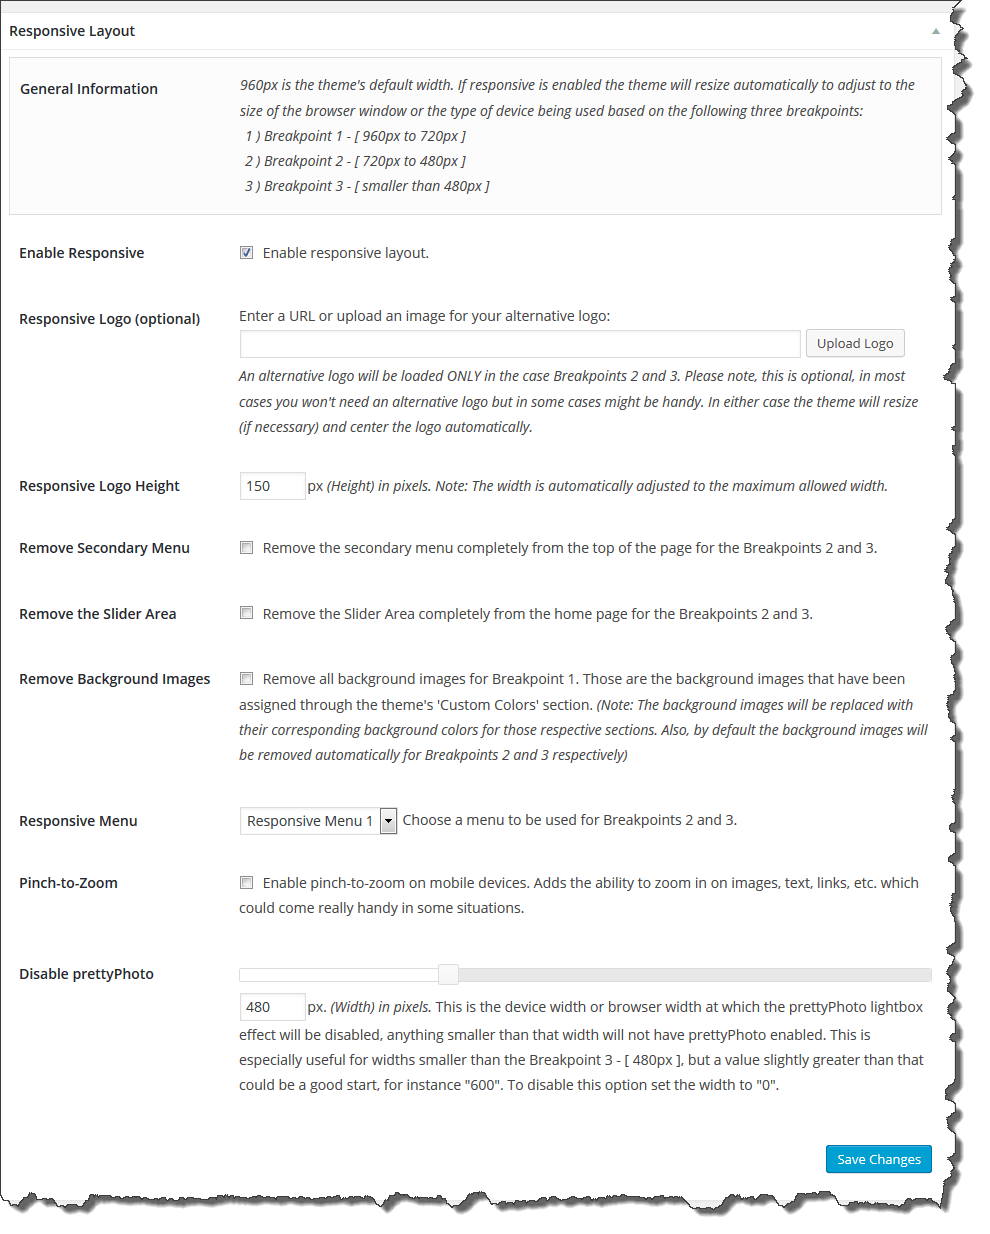 Responsive Layout
General Information
960px is the theme's default width. If responsive is enabled the theme will resize automatically to adjust to the
size of the browser window or the type of device being used based on the following three breakpoints:
1 ) Breakpoint 1 - [ 960px to 720px ]
2 ) Breakpoint 2 - [ 720px to 480px ]
3 ) Breakpoint 3 - [ smaller than 480px ]
Enable Responsive
Enable responsive layout.
Responsive Logo (optional)
Enter a URL or upload an image for your alternative logo:
Upload Logo
An alternative logo will be loaded ONLY in the case Breakpoints 2 and 3. Please note, this is optional, in most
cases you won't need an alternative logo but in some cases might be handy. In either case the theme will resize
(if necessary) and center the logo automatically.
Responsive Logo Height
150 px (Height) in pixels. Note: The width is automatically adjusted to the maximum allowed width.
Remove Secondary Menu
Remove the secondary menu completely from the top of the page for the Breakpoints 2 and 3.
Remove the Slider Area
Remove the Slider Area completely from the home page for the Breakpoints 2 and 3.
Remove Background Images
Remove all background images for Breakpoint 1. Those are the background images that have been
assigned through the theme's 'Custom Colors' section. (Note: The background images will be replaced with
their corresponding background colors for those respective sections. Also, by default the background images will
be removed automatically for Breakpoints 2 and 3 respectively)
Responsive Menu
Responsive Menu 1 Choose a menu to be used for Breakpoints 2 and 3.
Pinch-to-Zoom
Enable pinch-to-zoom on mobile devices. Adds the ability to zoom in on images, text, links, etc. which
could come really handy in some situations.
Disable prettyPhoto
480 px. (Width) in pixels. This is the device width or browser width at which the prettyPhoto lightbox
effect will be disabled, anything smaller than that width will not have prettyPhoto enabled. This is
especially useful for widths smaller than the Breakpoint 3 - [ 480px ], but a value slightly greater than that
could be a good start, for instance "600". To disable this option set the width to "0".
Save Changes